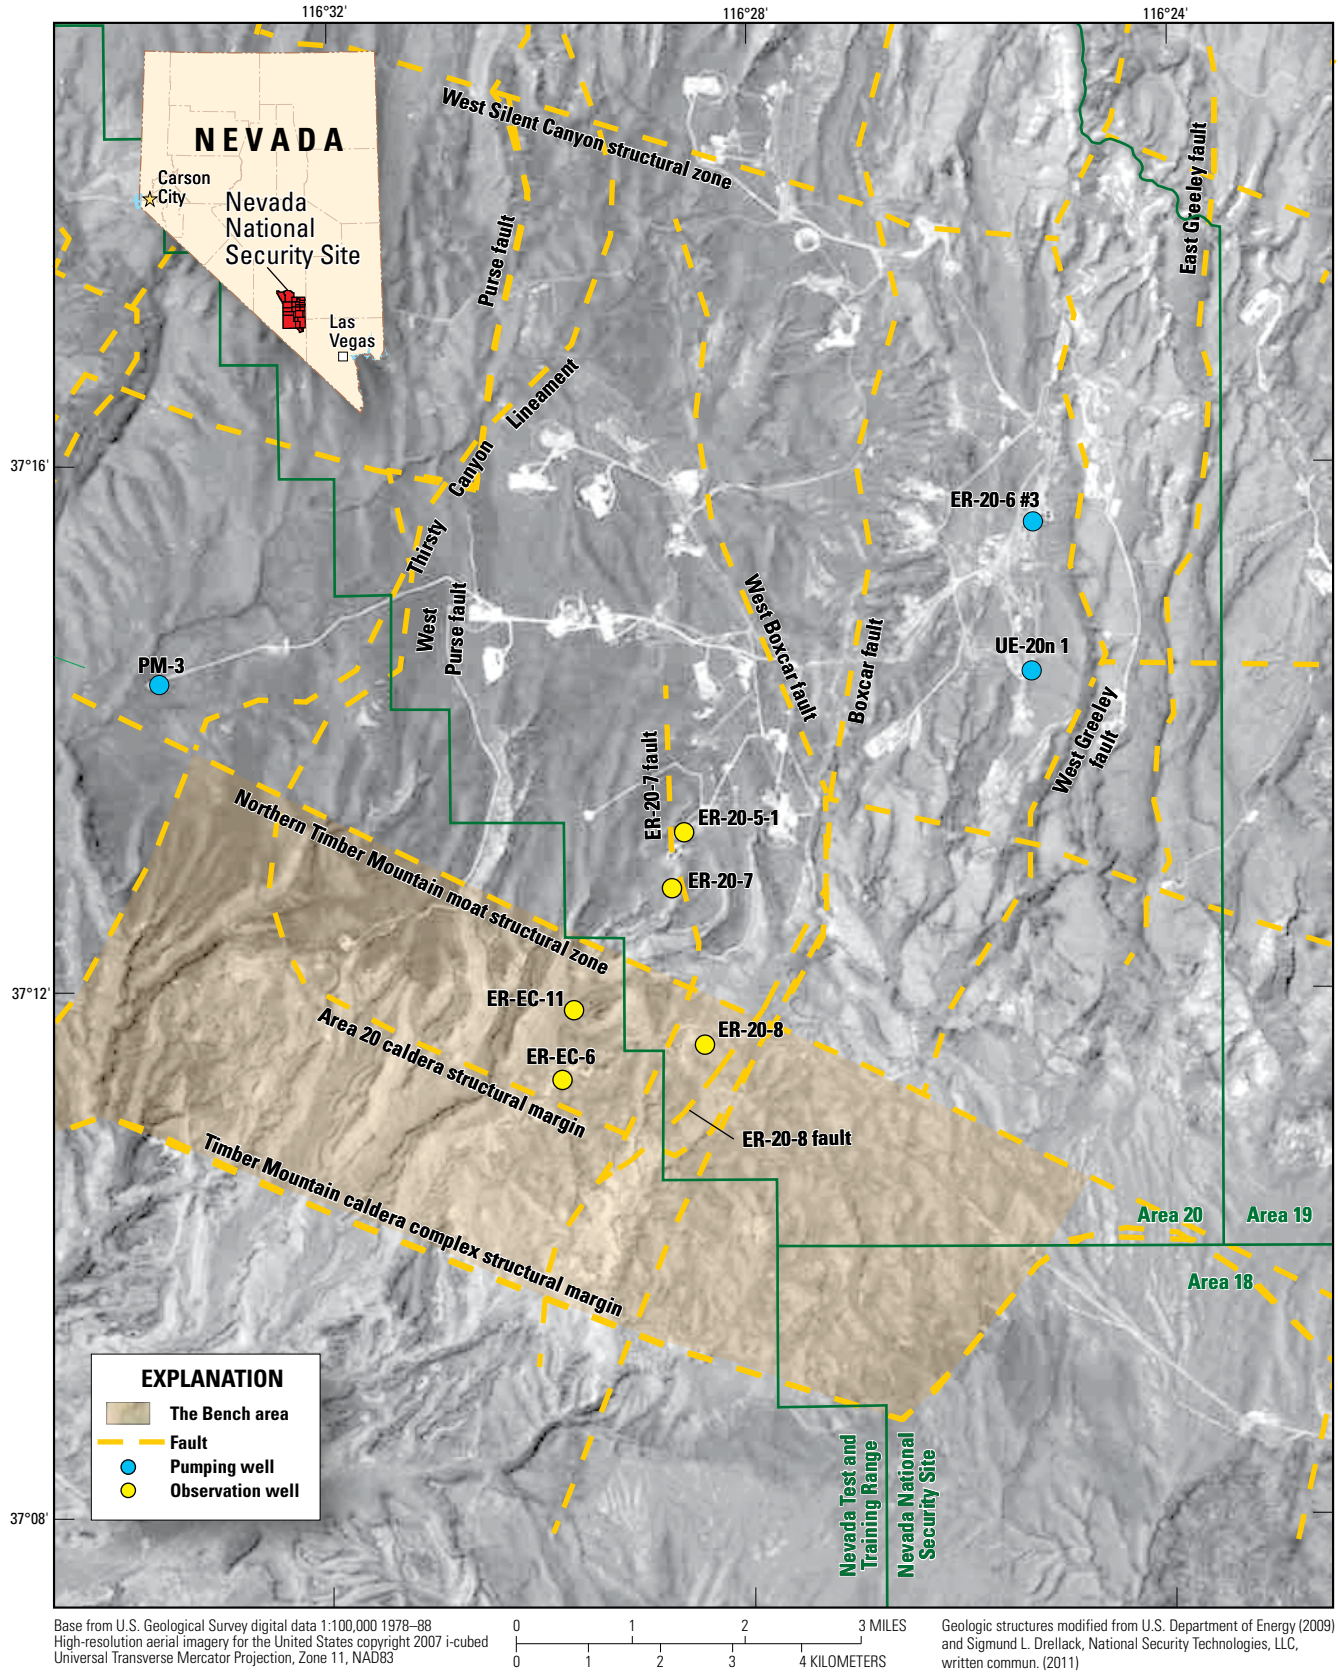 116°32'
116°28'
116°24'
West Silent Canyon structural zone
NEVADA
Carson
City
Nevada
National
Security Site
Las
Vegas
East Greeley fault
Purse fault
Thirsty Canyon Lineament
37°16'
ER-20-6 #3
West
Purse fault
West Boxcar fault
Boxcar fault
UE-20n 1
PM-3
West Greeley
fault
ER-20-7 fault
ER-20-5-1
Northern Timber Mountain moat structural zone
ER-20-7
37°12'
ER-EC-11
Area 20 caldera structural margin
ER-20-8
ER-EC-6
ER-20-8 fault
Timber Mountain caldera complex structural margin
Area 20
Area 19
Area 18
EXPLANATION
The Bench area
Fault
Pumping well
Observation well
Nevada Test and
Training Range
Nevada National
Security Site
37°08'
Base from U.S. Geological Survey digital data 1:100,000 1978–88
High-resolution aerial imagery for the United States copyright 2007 i-cubed
Universal Transverse Mercator Projection, Zone 11, NAD83
0 1 2 3 MILES
0 1 2 3 4 KILOMETERS
Geologic structures modified from U.S. Department of Energy (2009)
and Sigmund L. Drellack, National Security Technologies, LLC,
written commun. (2011)